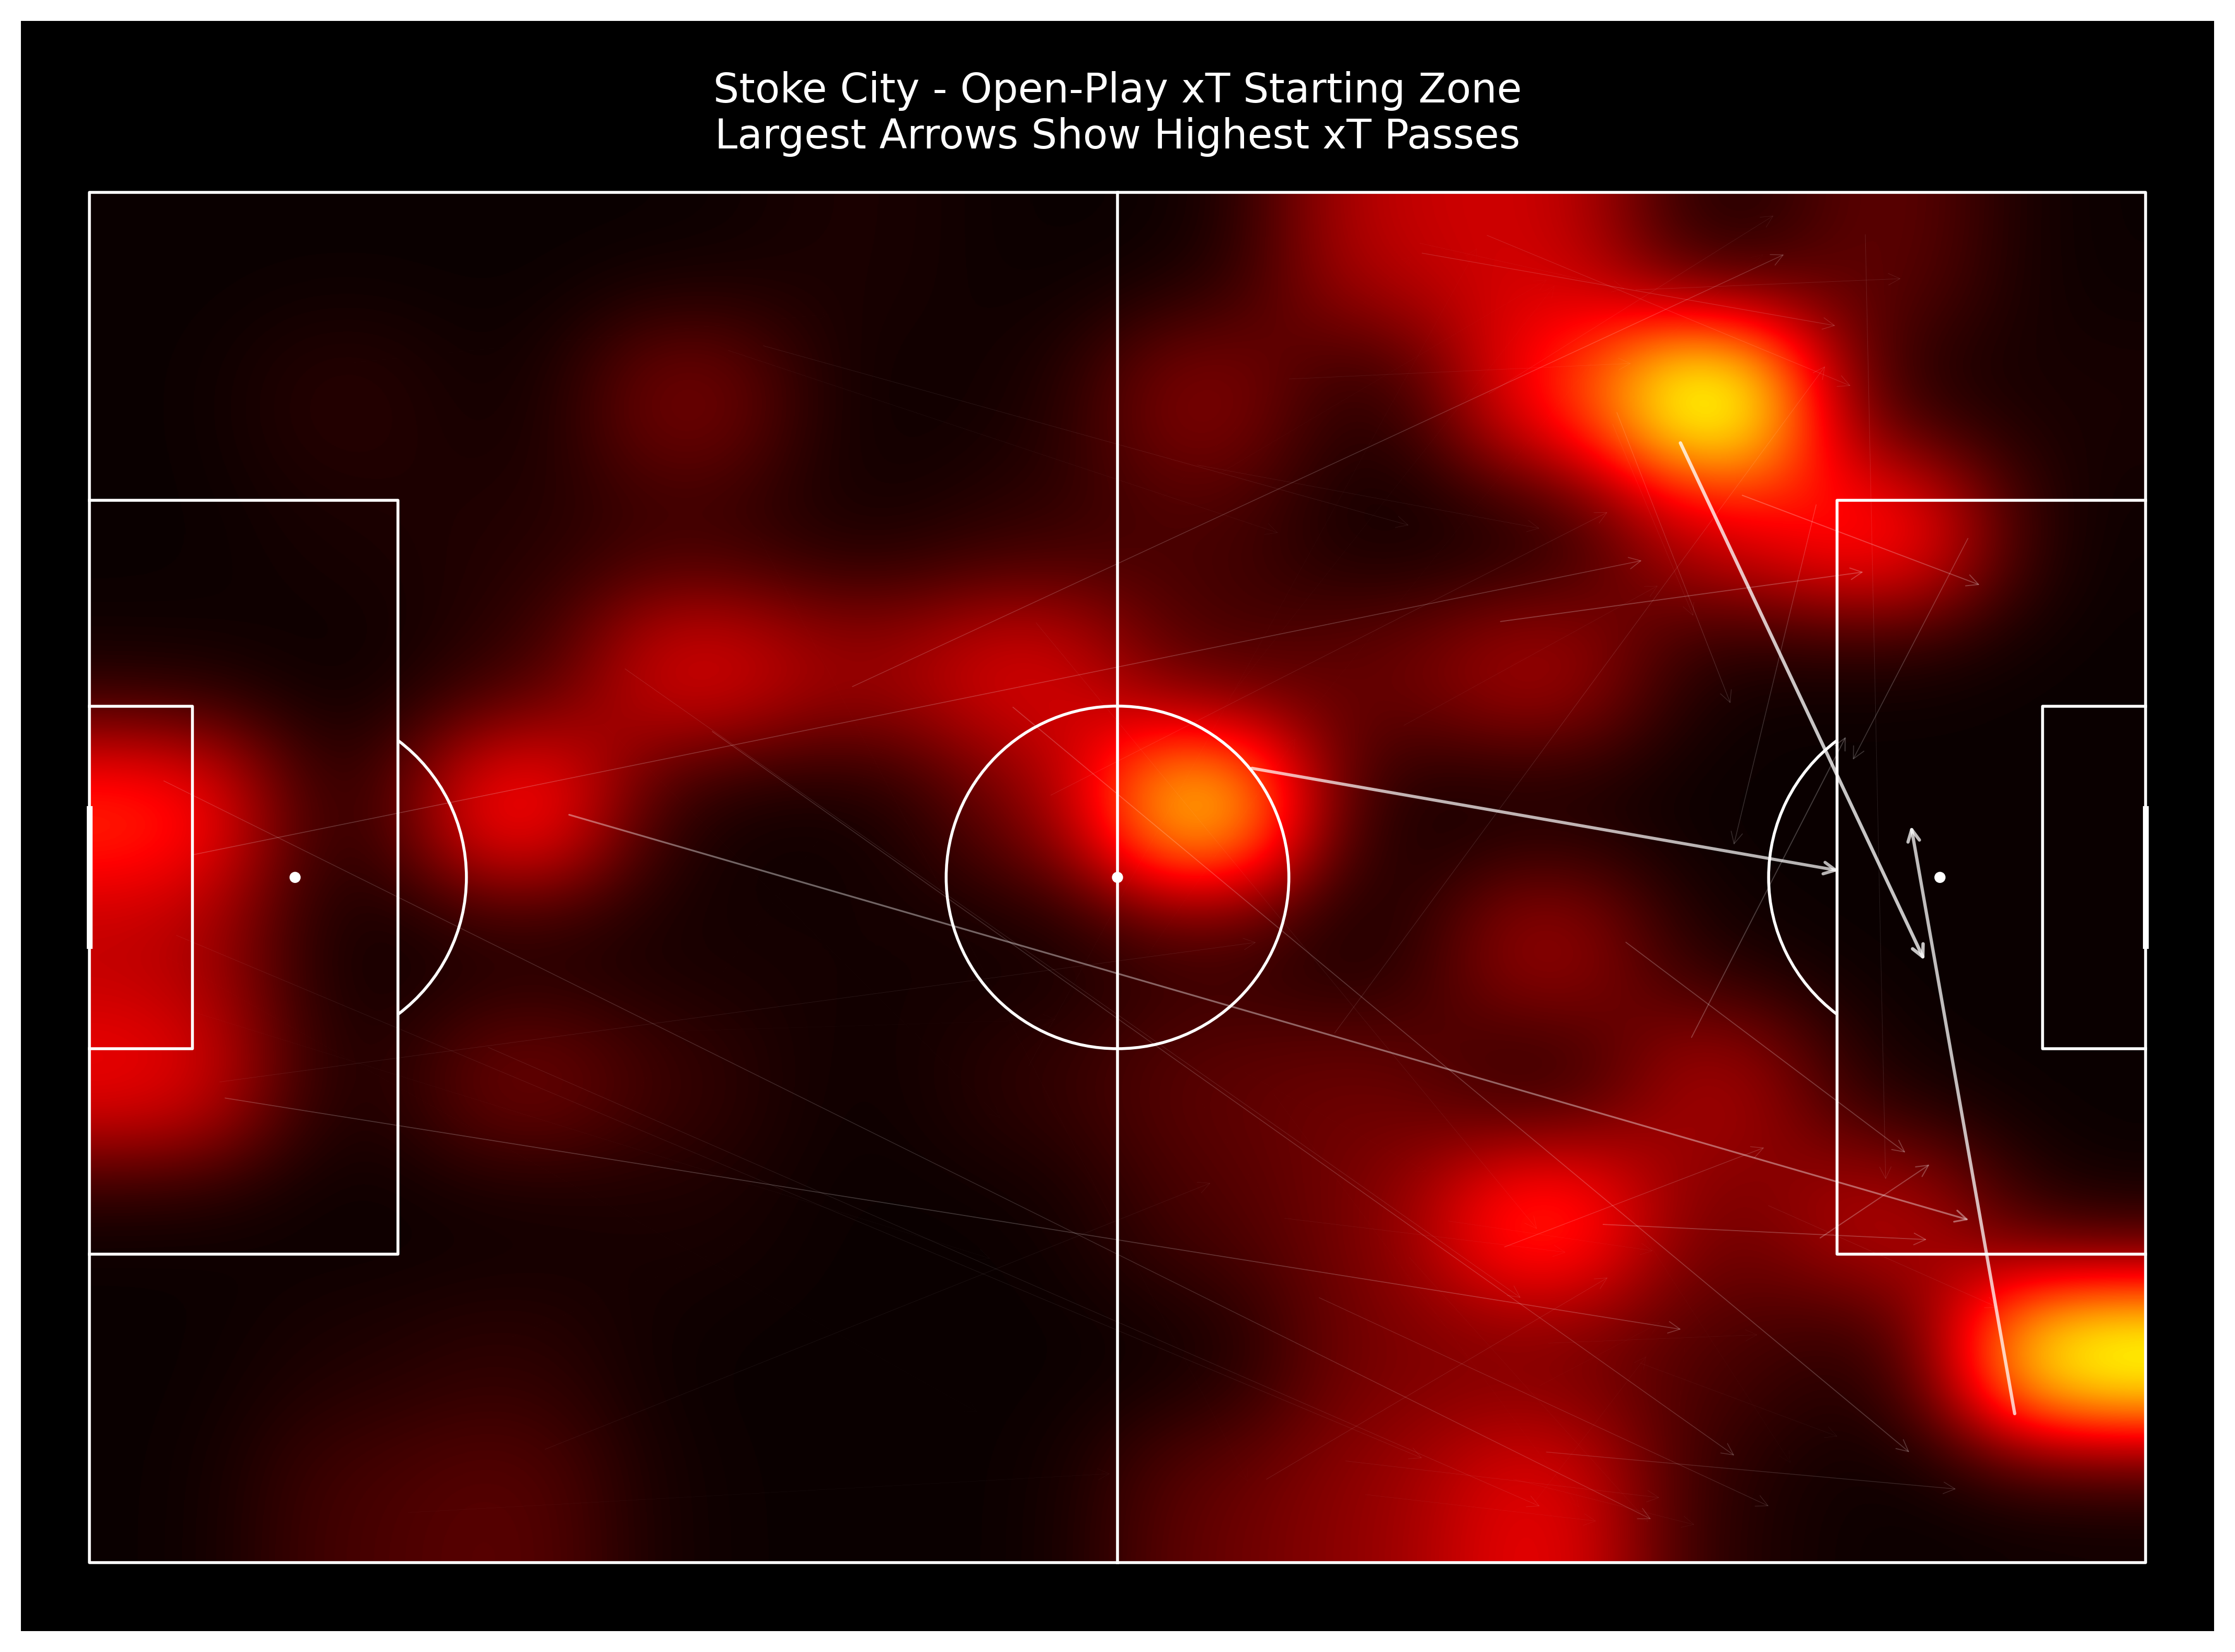 Stoke City - Open-Play xT Starting Zone
Largest Arrows Show Highest xT Passes